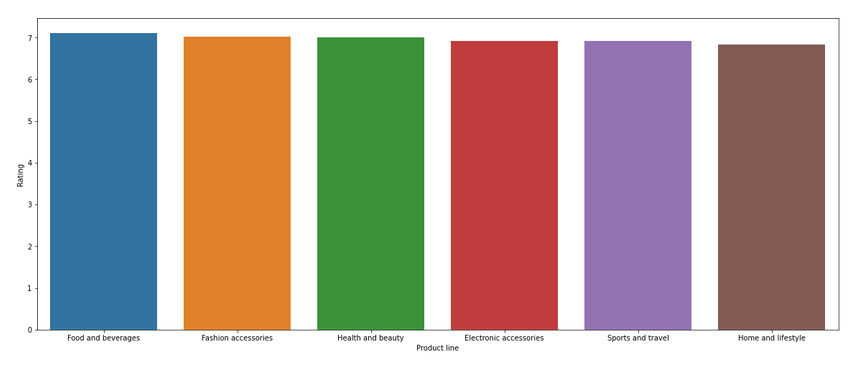 7
6
5
4
3
2
1
0
Rating
Food and beverages
Fashion accessories
Health and beauty
Electronic accessories
Sports and travel
Home and lifestyle
Product line